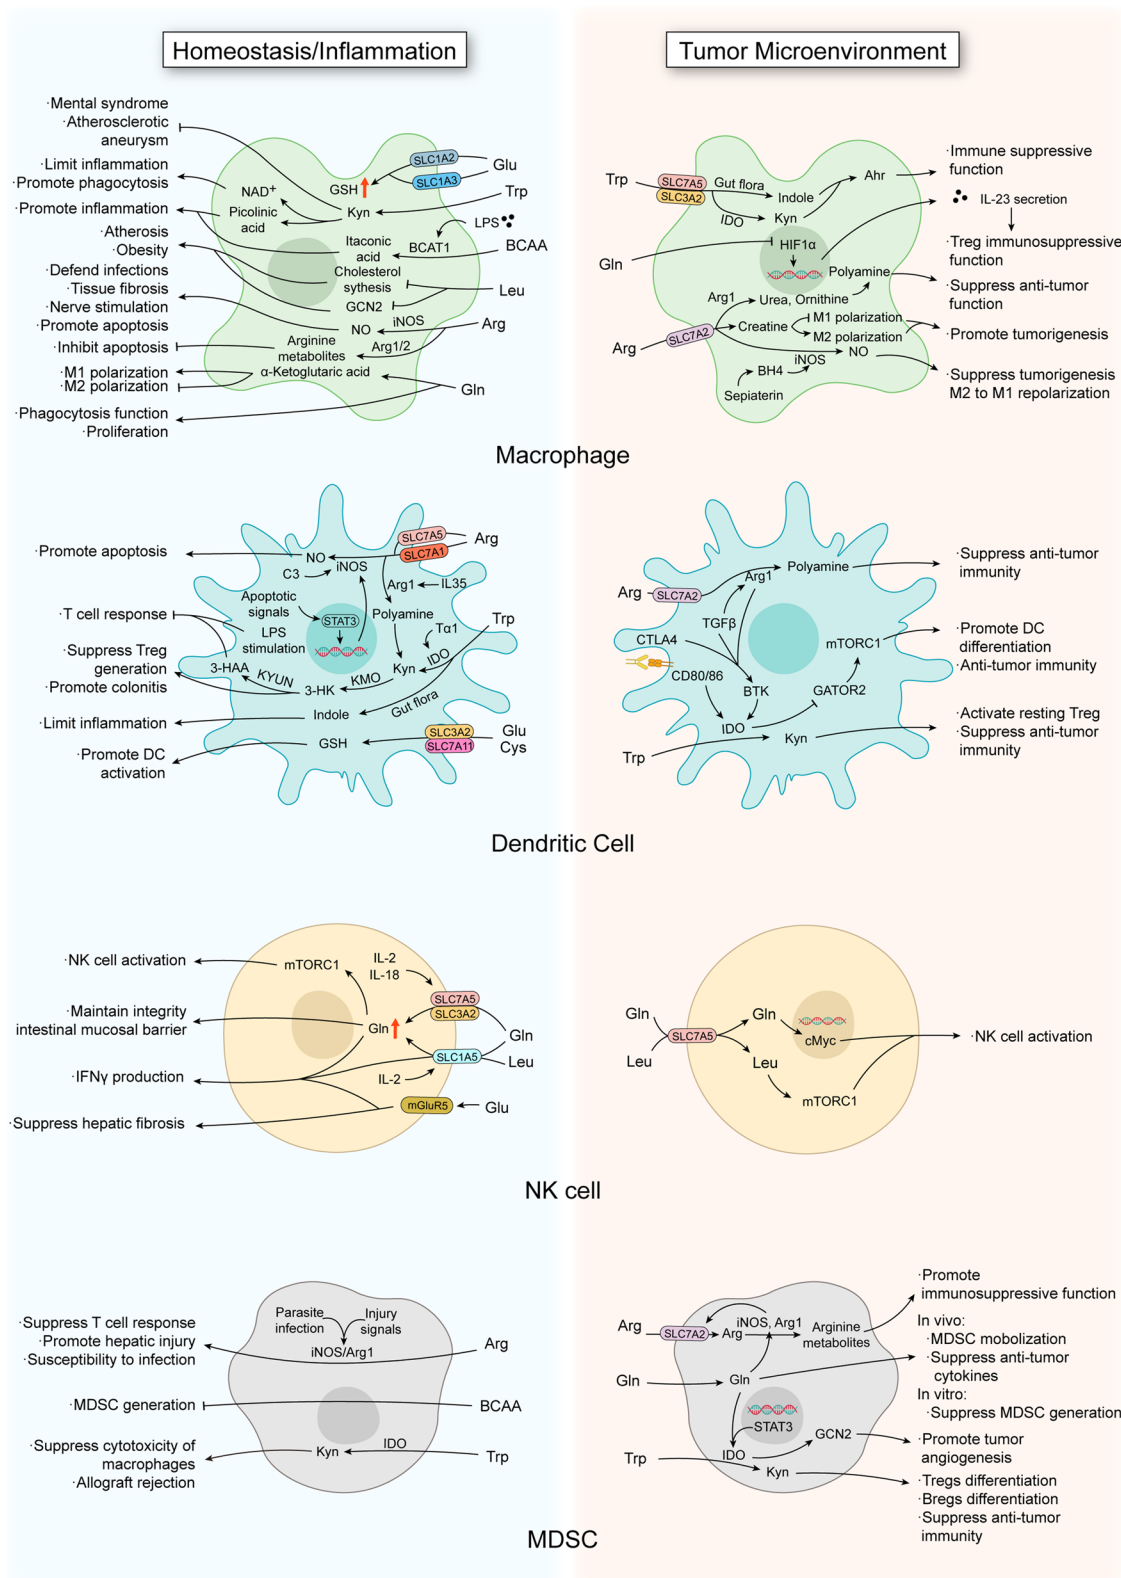 Homeostasis/Inflammation
Tumor Microenvironment
·Mental syndrome
·Atherosclerotic
aneurysm
·Limit inflammation
·Promote phagocytosis
·Promote inflammation
·Atherosis
·Obesity
·Defend infections
·Tissue fibrosis
·Nerve stimulation
·Promote apoptosis
·Inhibit apoptosis
·M1 polarization
·M2 polarization
·Phagocytosis function
·Proliferation
SLC1A2
SLC1A3
Glu
GSH
NAD+
Trp
Kyn
Picolinic
acid
LPS
Itaconic
acid
BCAT1
BCAA
Cholesterol
sythesis
Leu
GCN2
iNOS
NO
Arg
Arginine
metabolites
Arg1/2
α-Ketoglutaric acid
Gln
Trp
SLC7A5
SLC3A2
Gut flora
Indole
Ahr
IDO
Kyn
Gln
HIF1α
Polyamine
Arg1
Urea, Ornithine
M1 polarization
Creatine
M2 polarization
SLC7A2
Arg
NO
iNOS
BH4
Sepiaterin
·Immune suppressive
function
IL-23 secretion
·Treg immunosuppressive
function
·Suppress anti-tumor
function
·Promote tumorigenesis
·Suppress tumorigenesis
M2 to M1 repolarization
Macrophage
·Promote apoptosis
·T cell response
·Suppress Treg
generation
·Promote colonitis
·Limit inflammation
·Promote DC
activation
SLC7A5
SLC7A1
Arg
NO
iNOS
C3
Arg1
IL35
Apoptotic
signals
STAT3
Polyamine
Trp
LPS
stimulation
Tα1
IDO
3-HAA
KYUN
3-HK
KMO
Kyn
Indole
Gut flora
GSH
SLC3A2
SLC7A11
Glu
Cys
Arg
SLC7A2
Arg1
Polyamine
TGFβ
CTLA4
CD80/86
BTK
mTORC1
GATOR2
IDO
Kyn
Trp
·Suppress anti-tumor
immunity
·Promote DC
differentiation
·Anti-tumor immunity
·Activate resting Treg
·Suppress anti-tumor
immunity
Dendritic Cell
·NK cell activation
·Maintain integrity
intestinal mucosal barrier
·IFNγ production
·Suppress hepatic fibrosis
mTORC1
IL-2
IL-18
SLC7A5
SLC3A2
Gln
Gln
SLC1A5
Leu
IL-2
mGluR5
Glu
Gln
Leu
SLC7A5
Gln
cMyc
Leu
mTORC1
·NK cell activation
NK cell
·Suppress T cell response
·Promote hepatic injury
·Susceptibility to infection
·MDSC generation
·Suppress cytotoxicity of
macrophages
·Allograft rejection
Parasite
infection
Injury
signals
iNOS/Arg1
Arg
BCAA
Kyn
IDO
Trp
Arg
SLC7A2
Arg
iNOS, Arg1
Arginine
metabolites
Gln
Gln
STAT3
IDO
GCN2
Trp
Kyn
·Promote
immunosuppressive function
In vivo:
·MDSC mobolization
·Suppress anti-tumor
cytokines
In vitro:
·Suppress MDSC generation
·Promote tumor
angiogenesis
·Tregs differentiation
·Bregs differentiation
·Suppress anti-tumor
immunity
MDSC